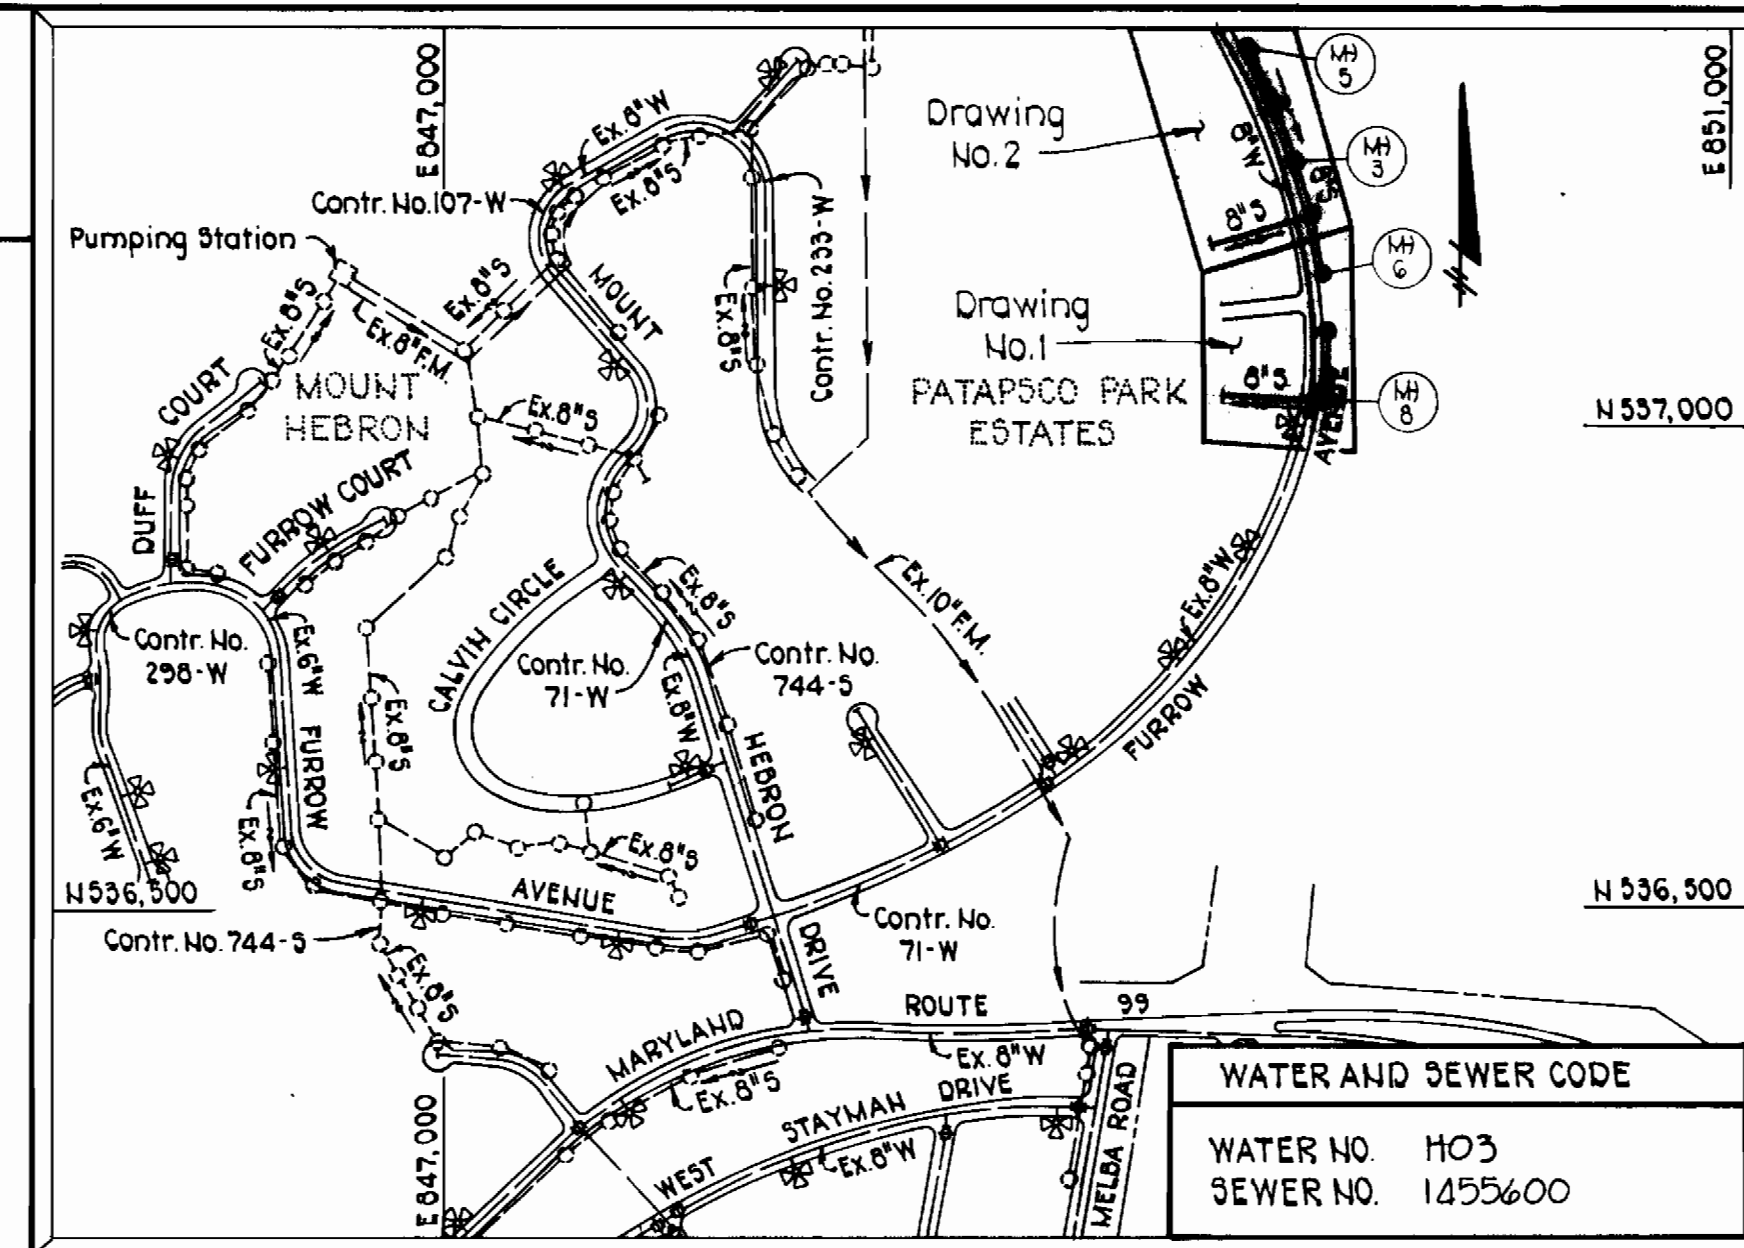 E 847,000
E 851,000
Ex. 8"W
Ex. 8"S
Contr. No. 107-W
Pumping Station
Ex. 8"S
Ex. 8"F.M.
Ex. 8"S
MOUNT
Contr. No. 233-W
Ex. 8"S
Drawing
No. 2
8"W
8"S
8"S
MH
5
MH
3
MH
6
MH
8
Drawing
No. 1
8"S
PATAPSCO PARK
ESTATES
AVENUE
N 537,000
COURT
MOUNT
HEBRON
Ex. 8"S
DUFF
FURROW COURT
CALVIN CIRCLE
Ex. 8"S
Ex. 10"F.M.
Ex. 8"W
Contr. No.
298-W
Ex. 6"W
FURROW
Contr. No.
71-W
Contr. No.
744-S
Ex. 8"W
Ex. 8"S
HEBRON
FURROW
Ex. 6"W
Ex. 8"S
Ex. 8"S
N 536,500
AVENUE
N 536,500
Contr. No. 744-S
Ex. 8"S
Contr. No.
71-W
DRIVE
MARYLAND
ROUTE
99
Ex. 8"W
Ex. 8"S
WEST
STAYMAN
DRIVE
Ex. 8"W
MELBA ROAD
E 847,000
WATER AND SEWER CODE
WATER NO. HO3
SEWER NO. 1455600